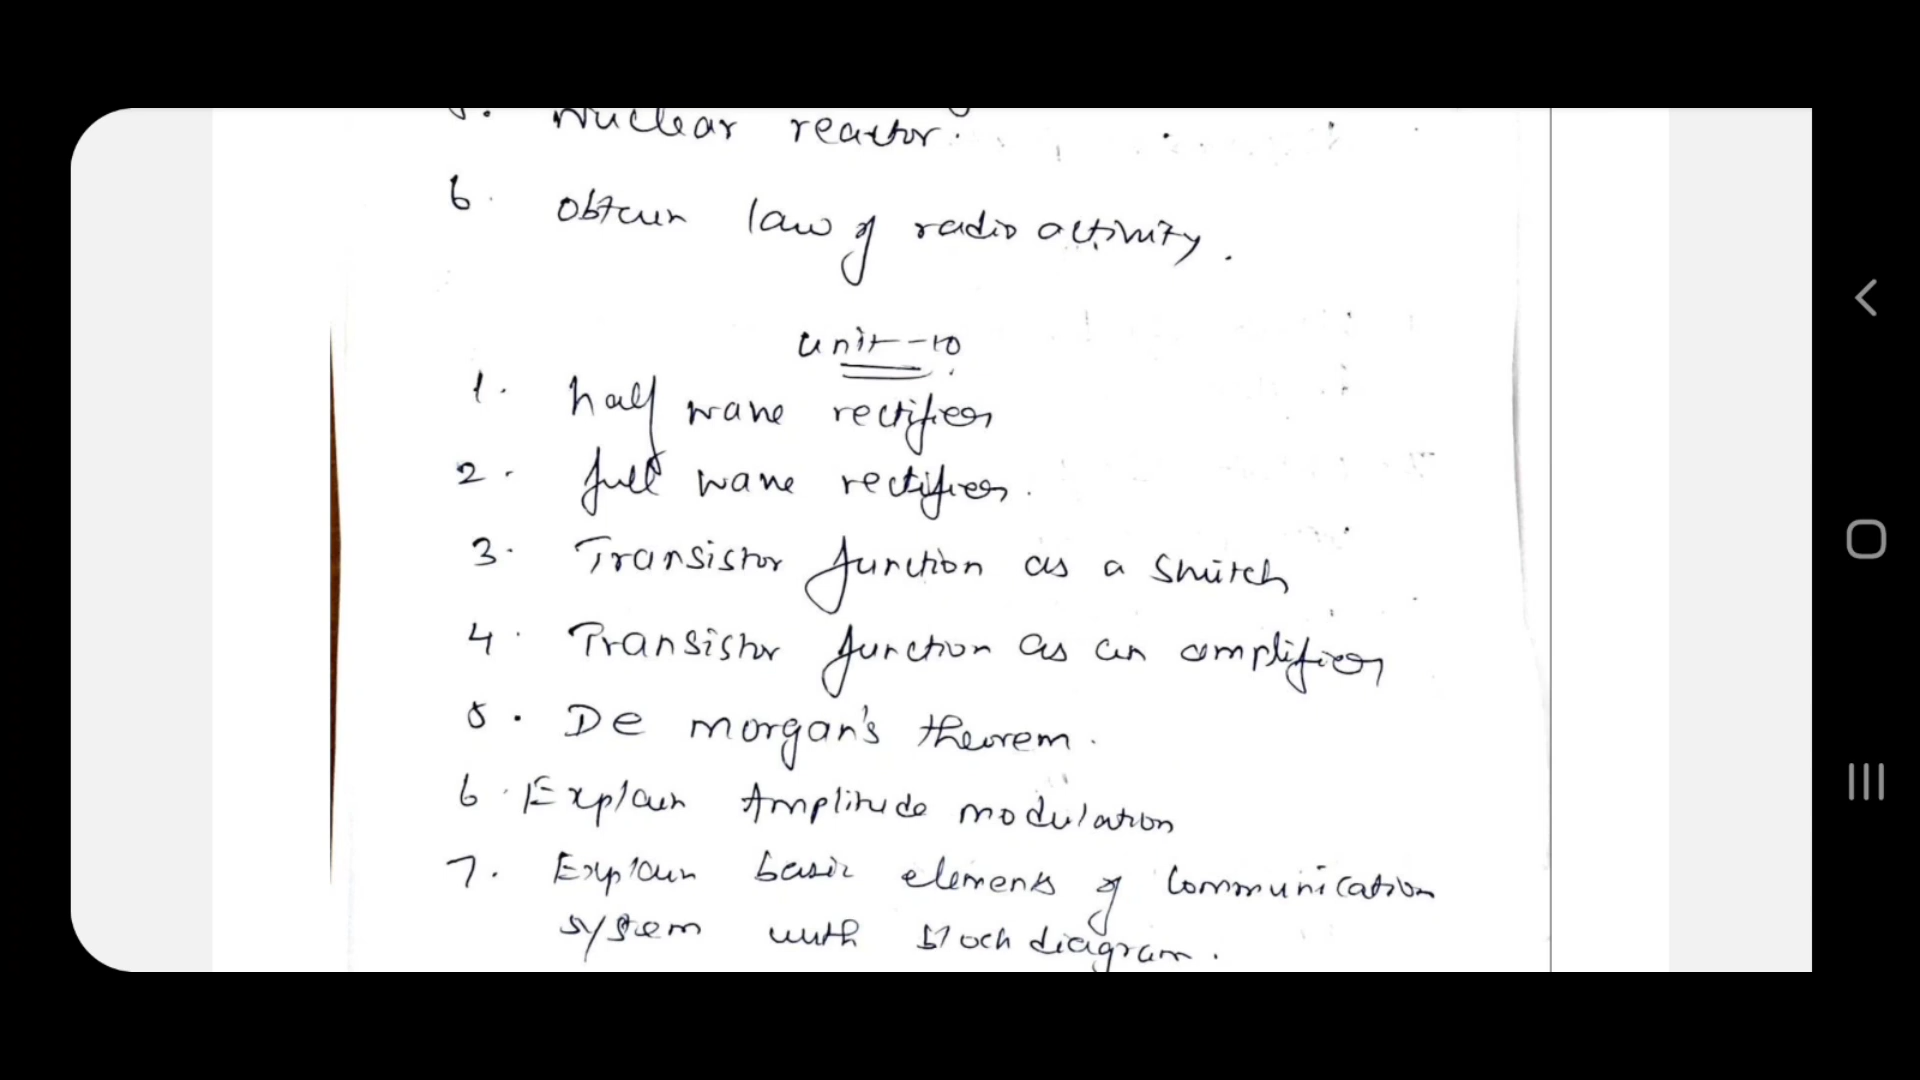 5. Nuclear reactor.
6. Obtain law of radio activity.
Unit-10
1. half wave rectifier
2. full wave rectifier.
3. Transistor function as a switch
4. Transistor function as an amplifier
5. De morgan's theorem.
6. Explain Amplitude modulation
7. Explain basic elements of Communication
system with block diagram.